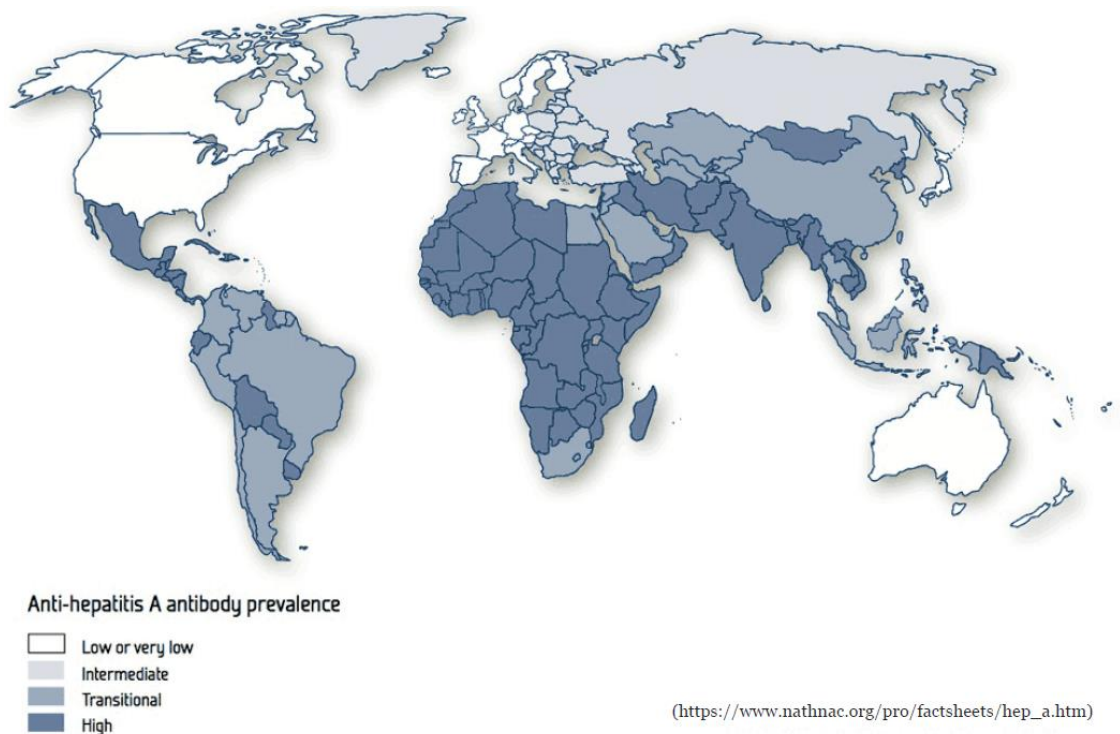 Anti-hepatitis A antibody prevalence
Low or very low
Intermediate
Transitional
High
(https://www.nathnac.org/pro/factsheets/hep_a.htm)